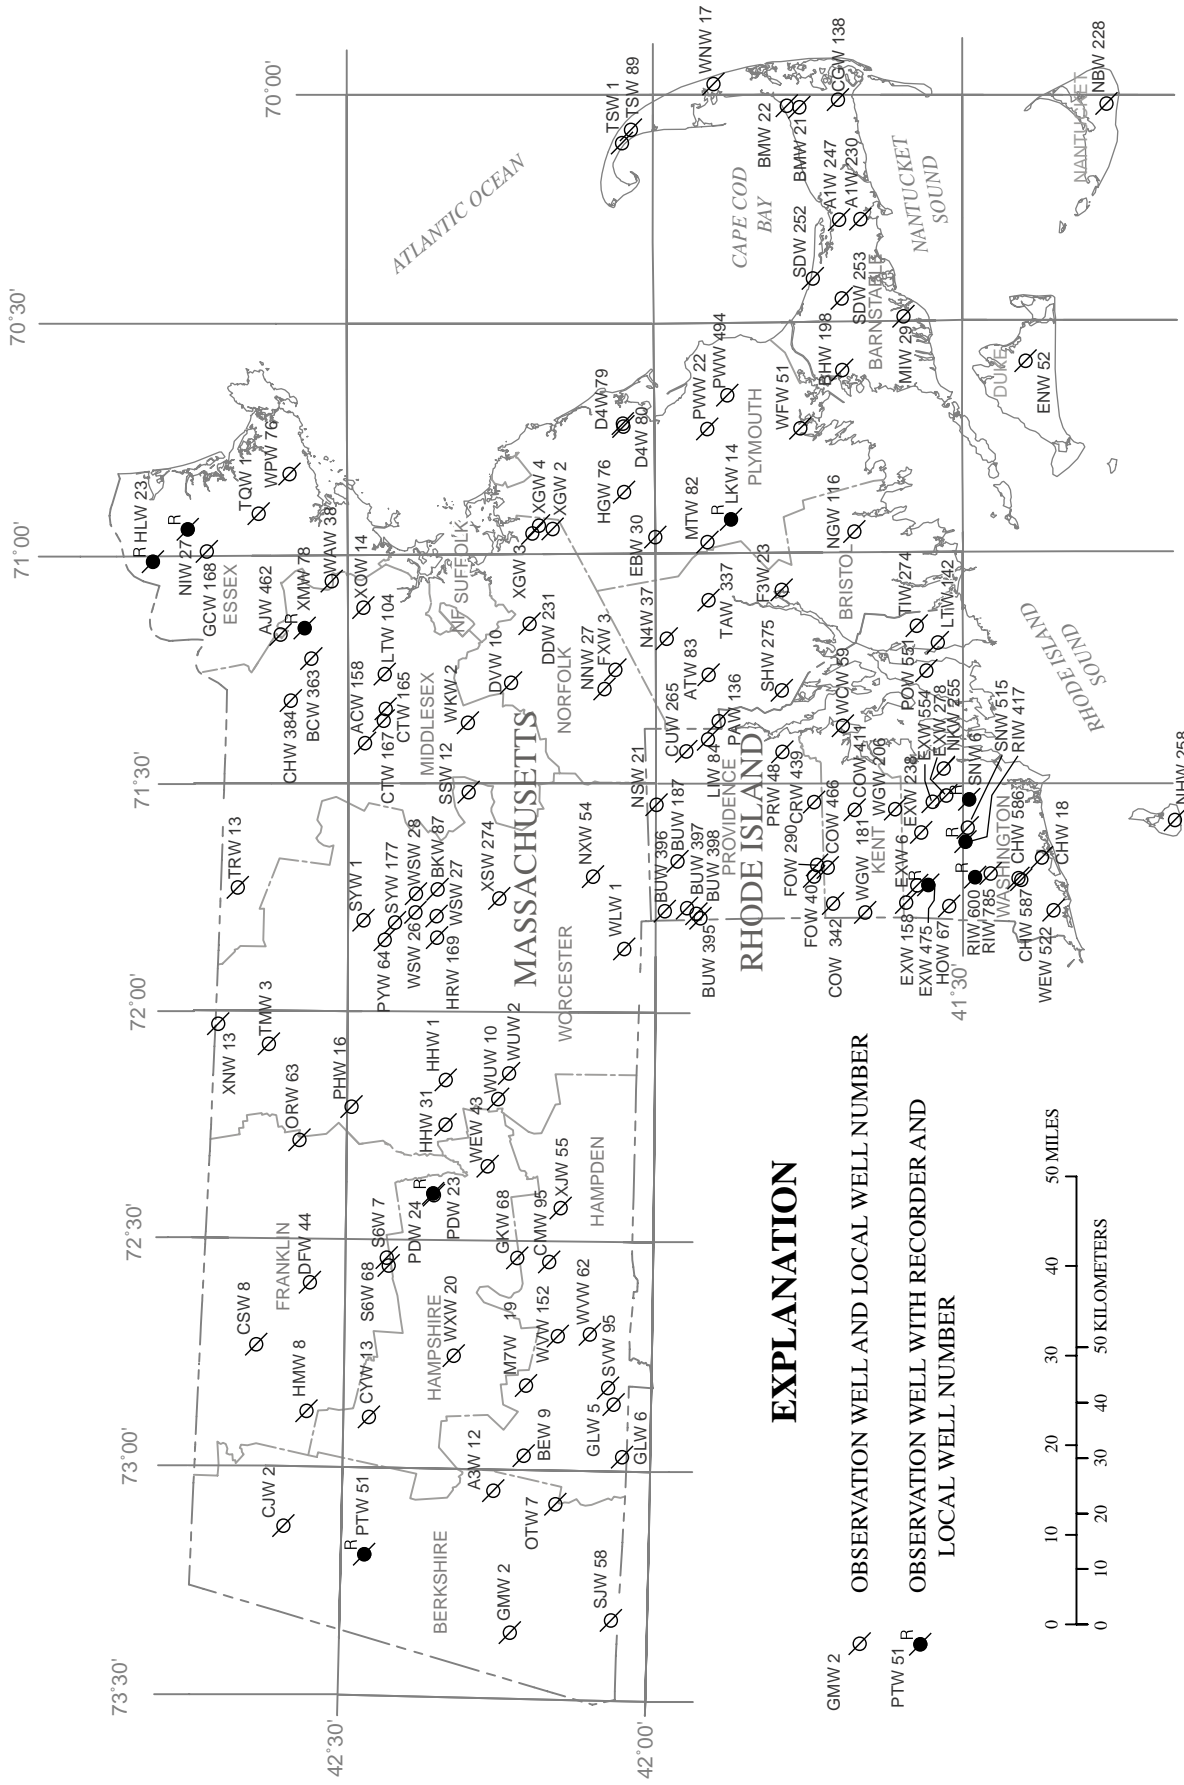 73°30'
73°00'
72°30'
72°00'
71°30'
71°00'
70°30'
70°00'
42°30'
42°00'
41°30'
ATLANTIC OCEAN
CAPE COD
BAY
NANTUCKET
SOUND
RHODE ISLAND
SOUND
MASSACHUSETTS
RHODE ISLAND
BERKSHIRE
FRANKLIN
HAMPSHIRE
HAMPDEN
WORCESTER
MIDDLESEX
ESSEX
SUFFOLK
NF
NORFOLK
BRISTOL
PLYMOUTH
BARNSTABLE
DUKE
NANTUCKET
PROVIDENCE
KENT
WASHINGTON
CJW 2
R
PTW 51
GMW 2
SJW 58
OTW 7
A3W 12
BEW 9
GLW 5
GLW 6
SVW 95
HMW 8
CSW 8
CYW 13
DFW 44
S6W 68
S6W 7
WXW 20
M7W 19
WVW 152
WVW 62
GKW 68
CMW 95
XJW 55
PDW 24
R
PDW 23
WEW 43
HHW 31
HHW 1
WUW 10
WUW 2
PHW 16
ORW 63
TMW 3
XNW 13
TRW 13
SYW 1
PYW 64
SYW 177
WSW 26
WSW 28
BKW 87
WSW 27
HRW 169
XSW 274
NXW 54
WLW 1
SSW 12
WKW 2
CTW 167
CTW 165
ACW 158
LTW 104
CHW 384
BCW 363
AJW 462
R
XMW 78
XOW 14
WAW 38
GCW 168
NIW 27
R
R
HLW 23
TQW 1
WPW 76
DVW 10
DDW 231
NNW 27
FXW 3
XGW 3
XGW 4
XGW 2
HGW 76
D4W 79
D4W 80
EBW 30
MTW 82
R
LKW 14
PWW 22
PWW 494
WFW 51
N4W 37
TAW 337
F3W 23
NGW 116
ATW 83
SHW 275
CUW 265
NSW 21
BUW 187
BUW 396
BUW 397
BUW 398
BUW 395
LIW 84
PAW 136
PRW 48
CRW 439
WCW 59
FOW 290
FOW 40
COW 466
COW 411
COW 342
WGW 206
WGW 181
EXW 238
EXW 6
EXW 158
EXW 475
R
EXW 554
EXW 278
NKW 255
SNW 6
R
SNW 515
RIW 417
HOW 67
RIW 600
R
RIW 785
CHW 586
CHW 587
CHW 18
WEW 522
NHW 258
POW 551
TIW 274
LTW 142
TSW 1
TSW 89
WNW 17
BMW 22
BMW 21
CGW 138
A1W 247
A1W 230
SDW 252
SDW 253
BHW 198
MIW 29
ENW 52
NBW 228
EXPLANATION
GMW 2
OBSERVATION WELL AND LOCAL WELL NUMBER
PTW 51
R
OBSERVATION WELL WITH RECORDER AND
LOCAL WELL NUMBER
0 10 20 30 40 50 MILES
0 10 20 30 40 50 KILOMETERS